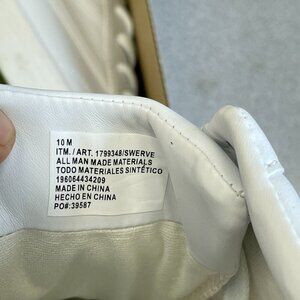 10 M
ITM. / ART. 1799348/SWERVE
ALL MAN MADE MATERIALS
TODO MATERIALES SINTÉTICO
196064434209
MADE IN CHINA
HECHO EN CHINA
PO#:39587